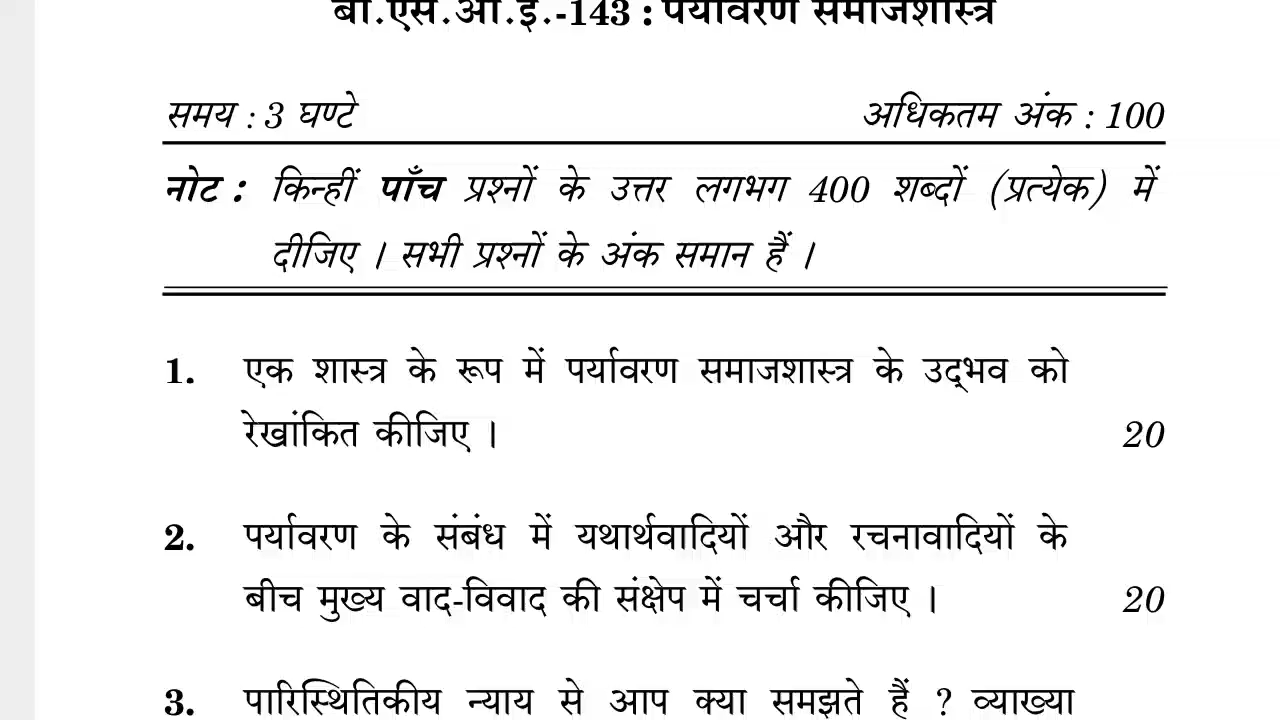 बी.एस.ओ.ई.-143 : पर्यावरण समाजशास्त्र
समय : 3 घण्टे अधिकतम अंक : 100
नोट : किन्हीं पाँच प्रश्नों के उत्तर लगभग 400 शब्दों (प्रत्येक) में
दीजिए । सभी प्रश्नों के अंक समान हैं ।
1. एक शास्त्र के रूप में पर्यावरण समाजशास्त्र के उद्‌भव को
रेखांकित कीजिए । 20
2. पर्यावरण के संबंध में यथार्थवादियों और रचनावादियों के
बीच मुख्य वाद-विवाद की संक्षेप में चर्चा कीजिए । 20
3. पारिस्थितिकीय न्याय से आप क्या समझते हैं ? व्याख्या